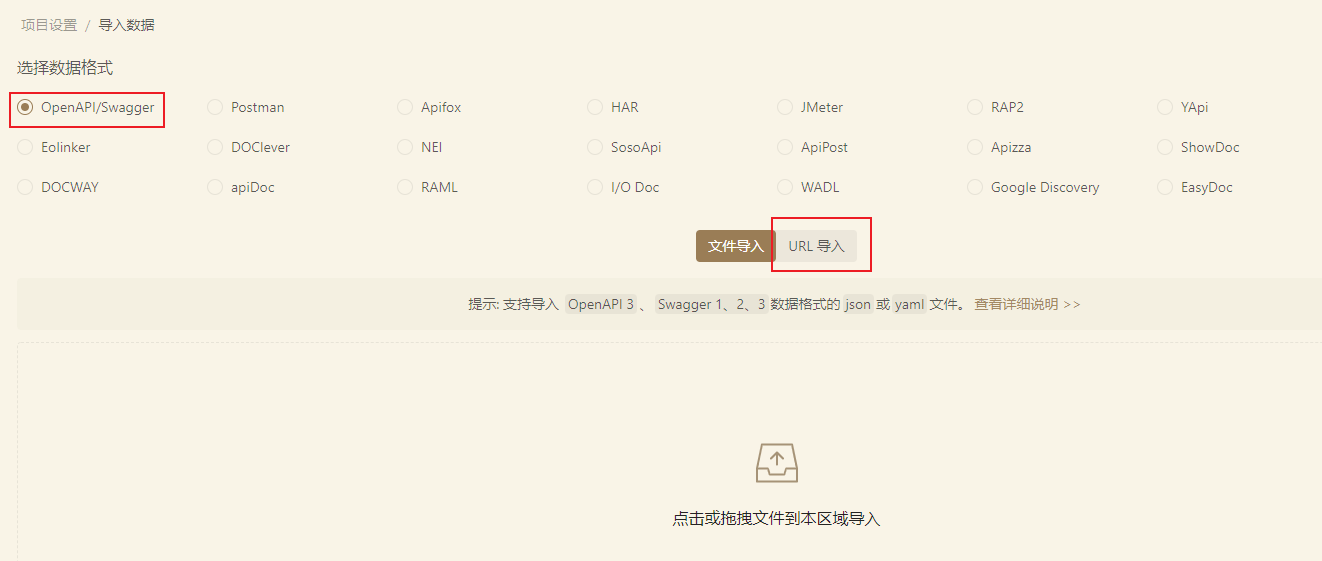 项目设置 / 导入数据
选择数据格式
OpenAPI/Swagger Postman Apifox HAR JMeter RAP2 YApi
Eolinker DOClever NEI SosoApi ApiPost Apizza ShowDoc
DOCWAY apiDoc RAML I/O Doc WADL Google Discovery EasyDoc
文件导入 URL 导入
提示: 支持导入 OpenAPI 3 、 Swagger 1、2、3 数据格式的 json 或 yaml 文件。 查看详细说明 >>
点击或拖拽文件到本区域导入